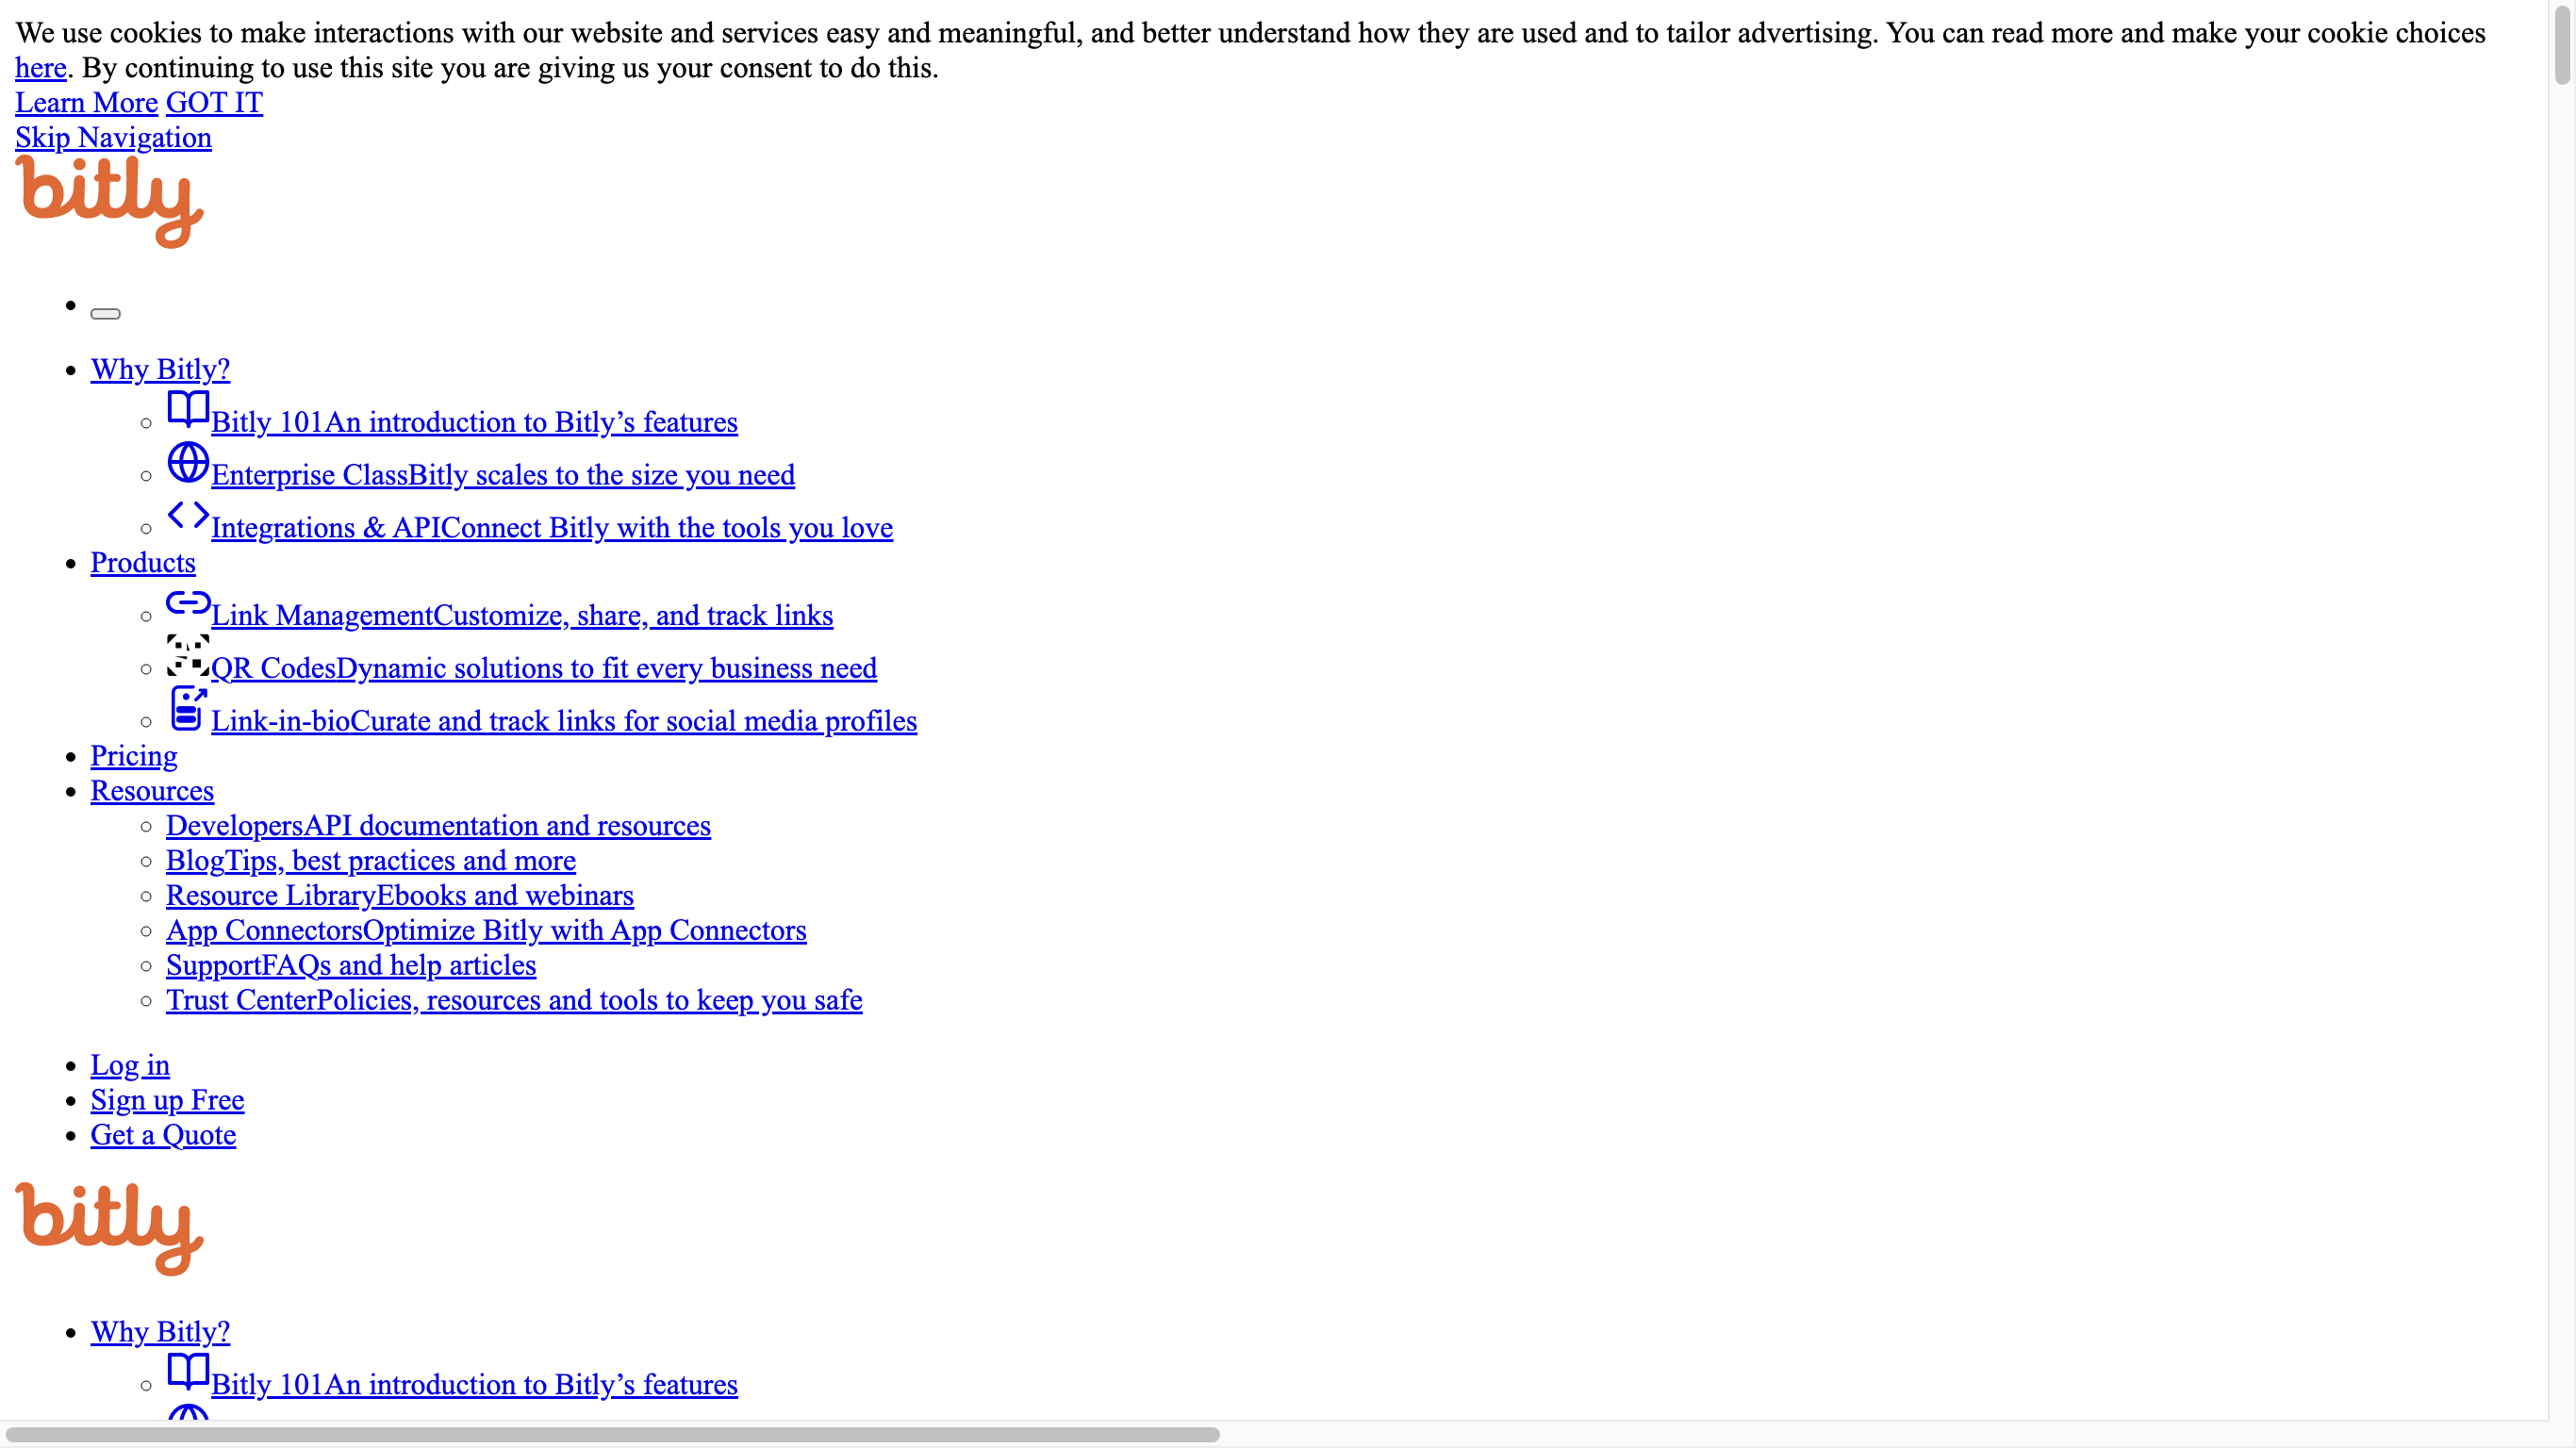 We use cookies to make interactions with our website and services easy and meaningful, and better understand how they are used and to tailor advertising. You can read more and make your cookie choices
here. By continuing to use this site you are giving us your consent to do this.
Learn More GOT IT
Skip Navigation
bitly
Why Bitly?
Bitly 101An introduction to Bitly’s features
Enterprise ClassBitly scales to the size you need
Integrations & APIConnect Bitly with the tools you love
Products
Link ManagementCustomize, share, and track links
QR CodesDynamic solutions to fit every business need
Link-in-bioCurate and track links for social media profiles
Pricing
Resources
DevelopersAPI documentation and resources
BlogTips, best practices and more
Resource LibraryEbooks and webinars
App ConnectorsOptimize Bitly with App Connectors
SupportFAQs and help articles
Trust CenterPolicies, resources and tools to keep you safe
Log in
Sign up Free
Get a Quote
bitly
Why Bitly?
Bitly 101An introduction to Bitly’s features